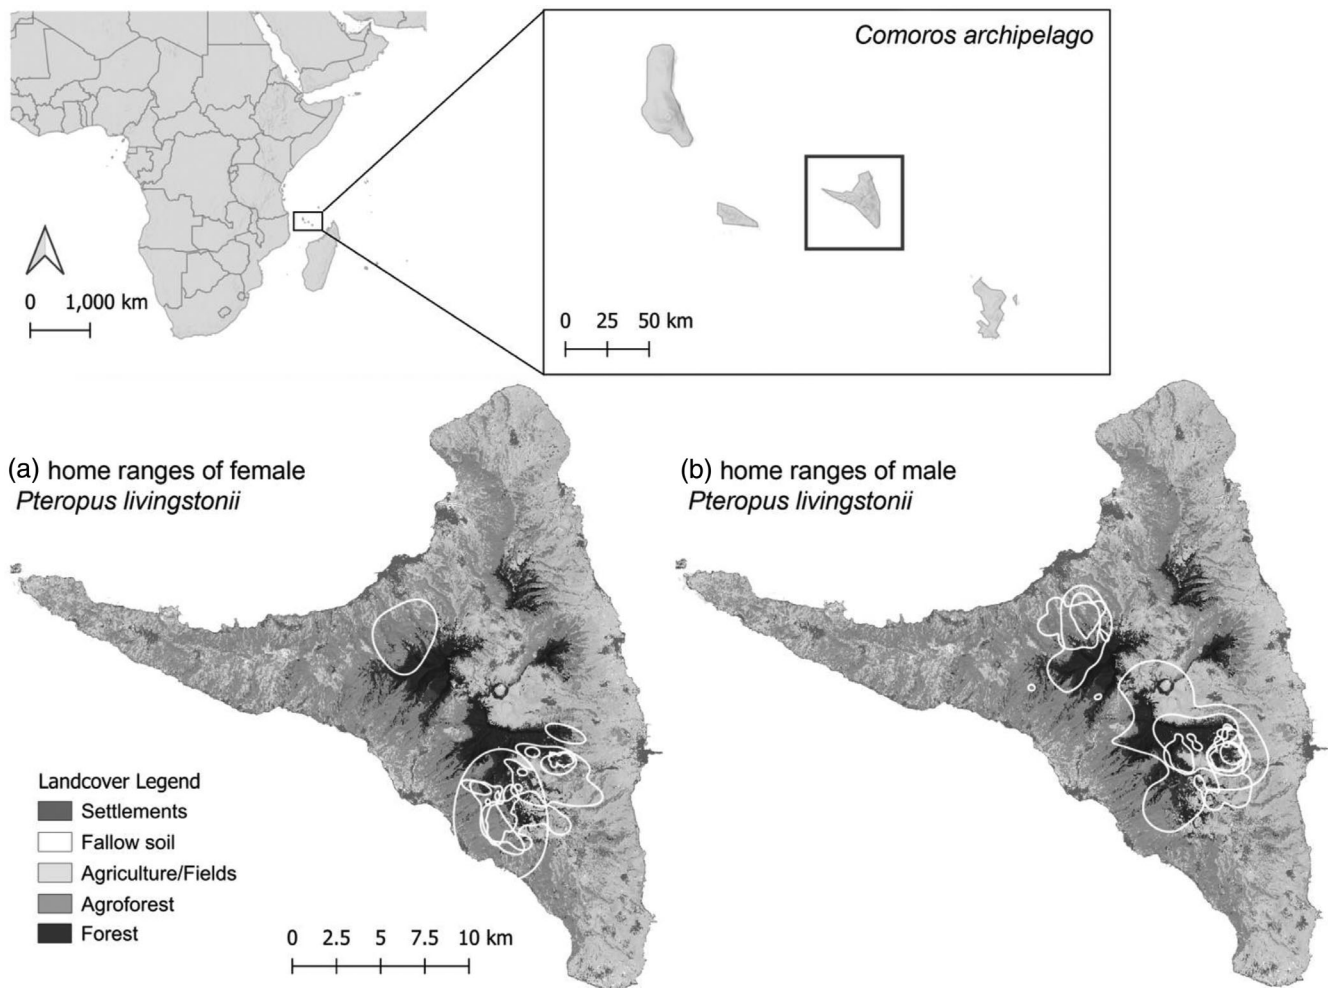 Comoros archipelago
0 1,000 km
0 25 50 km
(a) home ranges of female
Pteropus livingstonii
(b) home ranges of male
Pteropus livingstonii
Landcover Legend
Settlements
Fallow soil
Agriculture/Fields
Agroforest
Forest
0 2.5 5 7.5 10 km